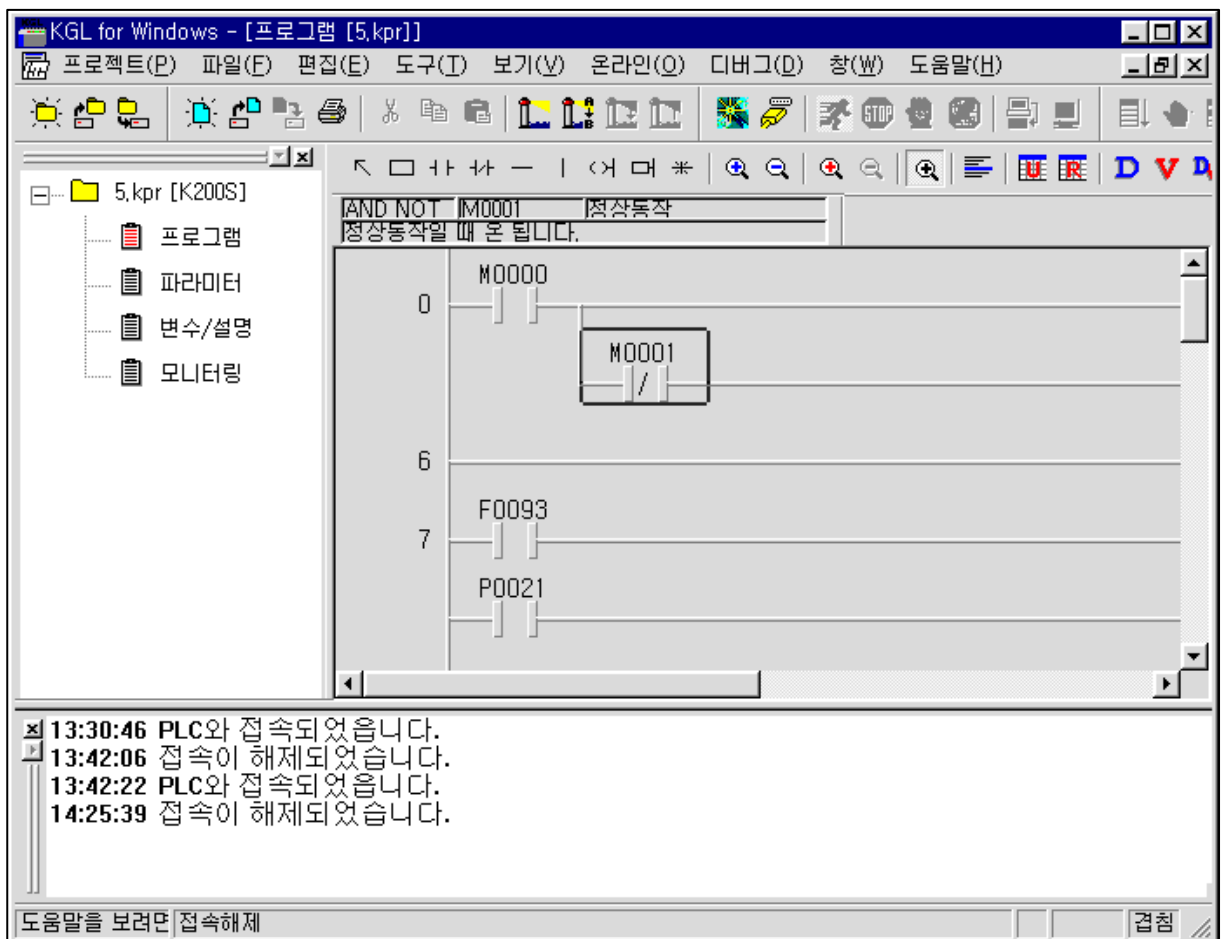 KGL for Windows - [프로그램 [5,kpr]]
프로젝트(P) 파일(F) 편집(E) 도구(T) 보기(V) 온라인(O) 디버그(D) 창(W) 도움말(H)
STOP
U R D V D
5,kpr [K200S]
프로그램
파라미터
변수/설명
모니터링
AND NOT M0001 정상동작
정상동작일 때 온 됩니다.
M0000
0
M0001
6
F0093
7
P0021
13:30:46 PLC와 접속되었읍니다.
13:42:06 접속이 해제되었습니다.
13:42:22 PLC와 접속되었읍니다.
14:25:39 접속이 해제되었습니다.
도움말을 보려면 접속해제 겹침